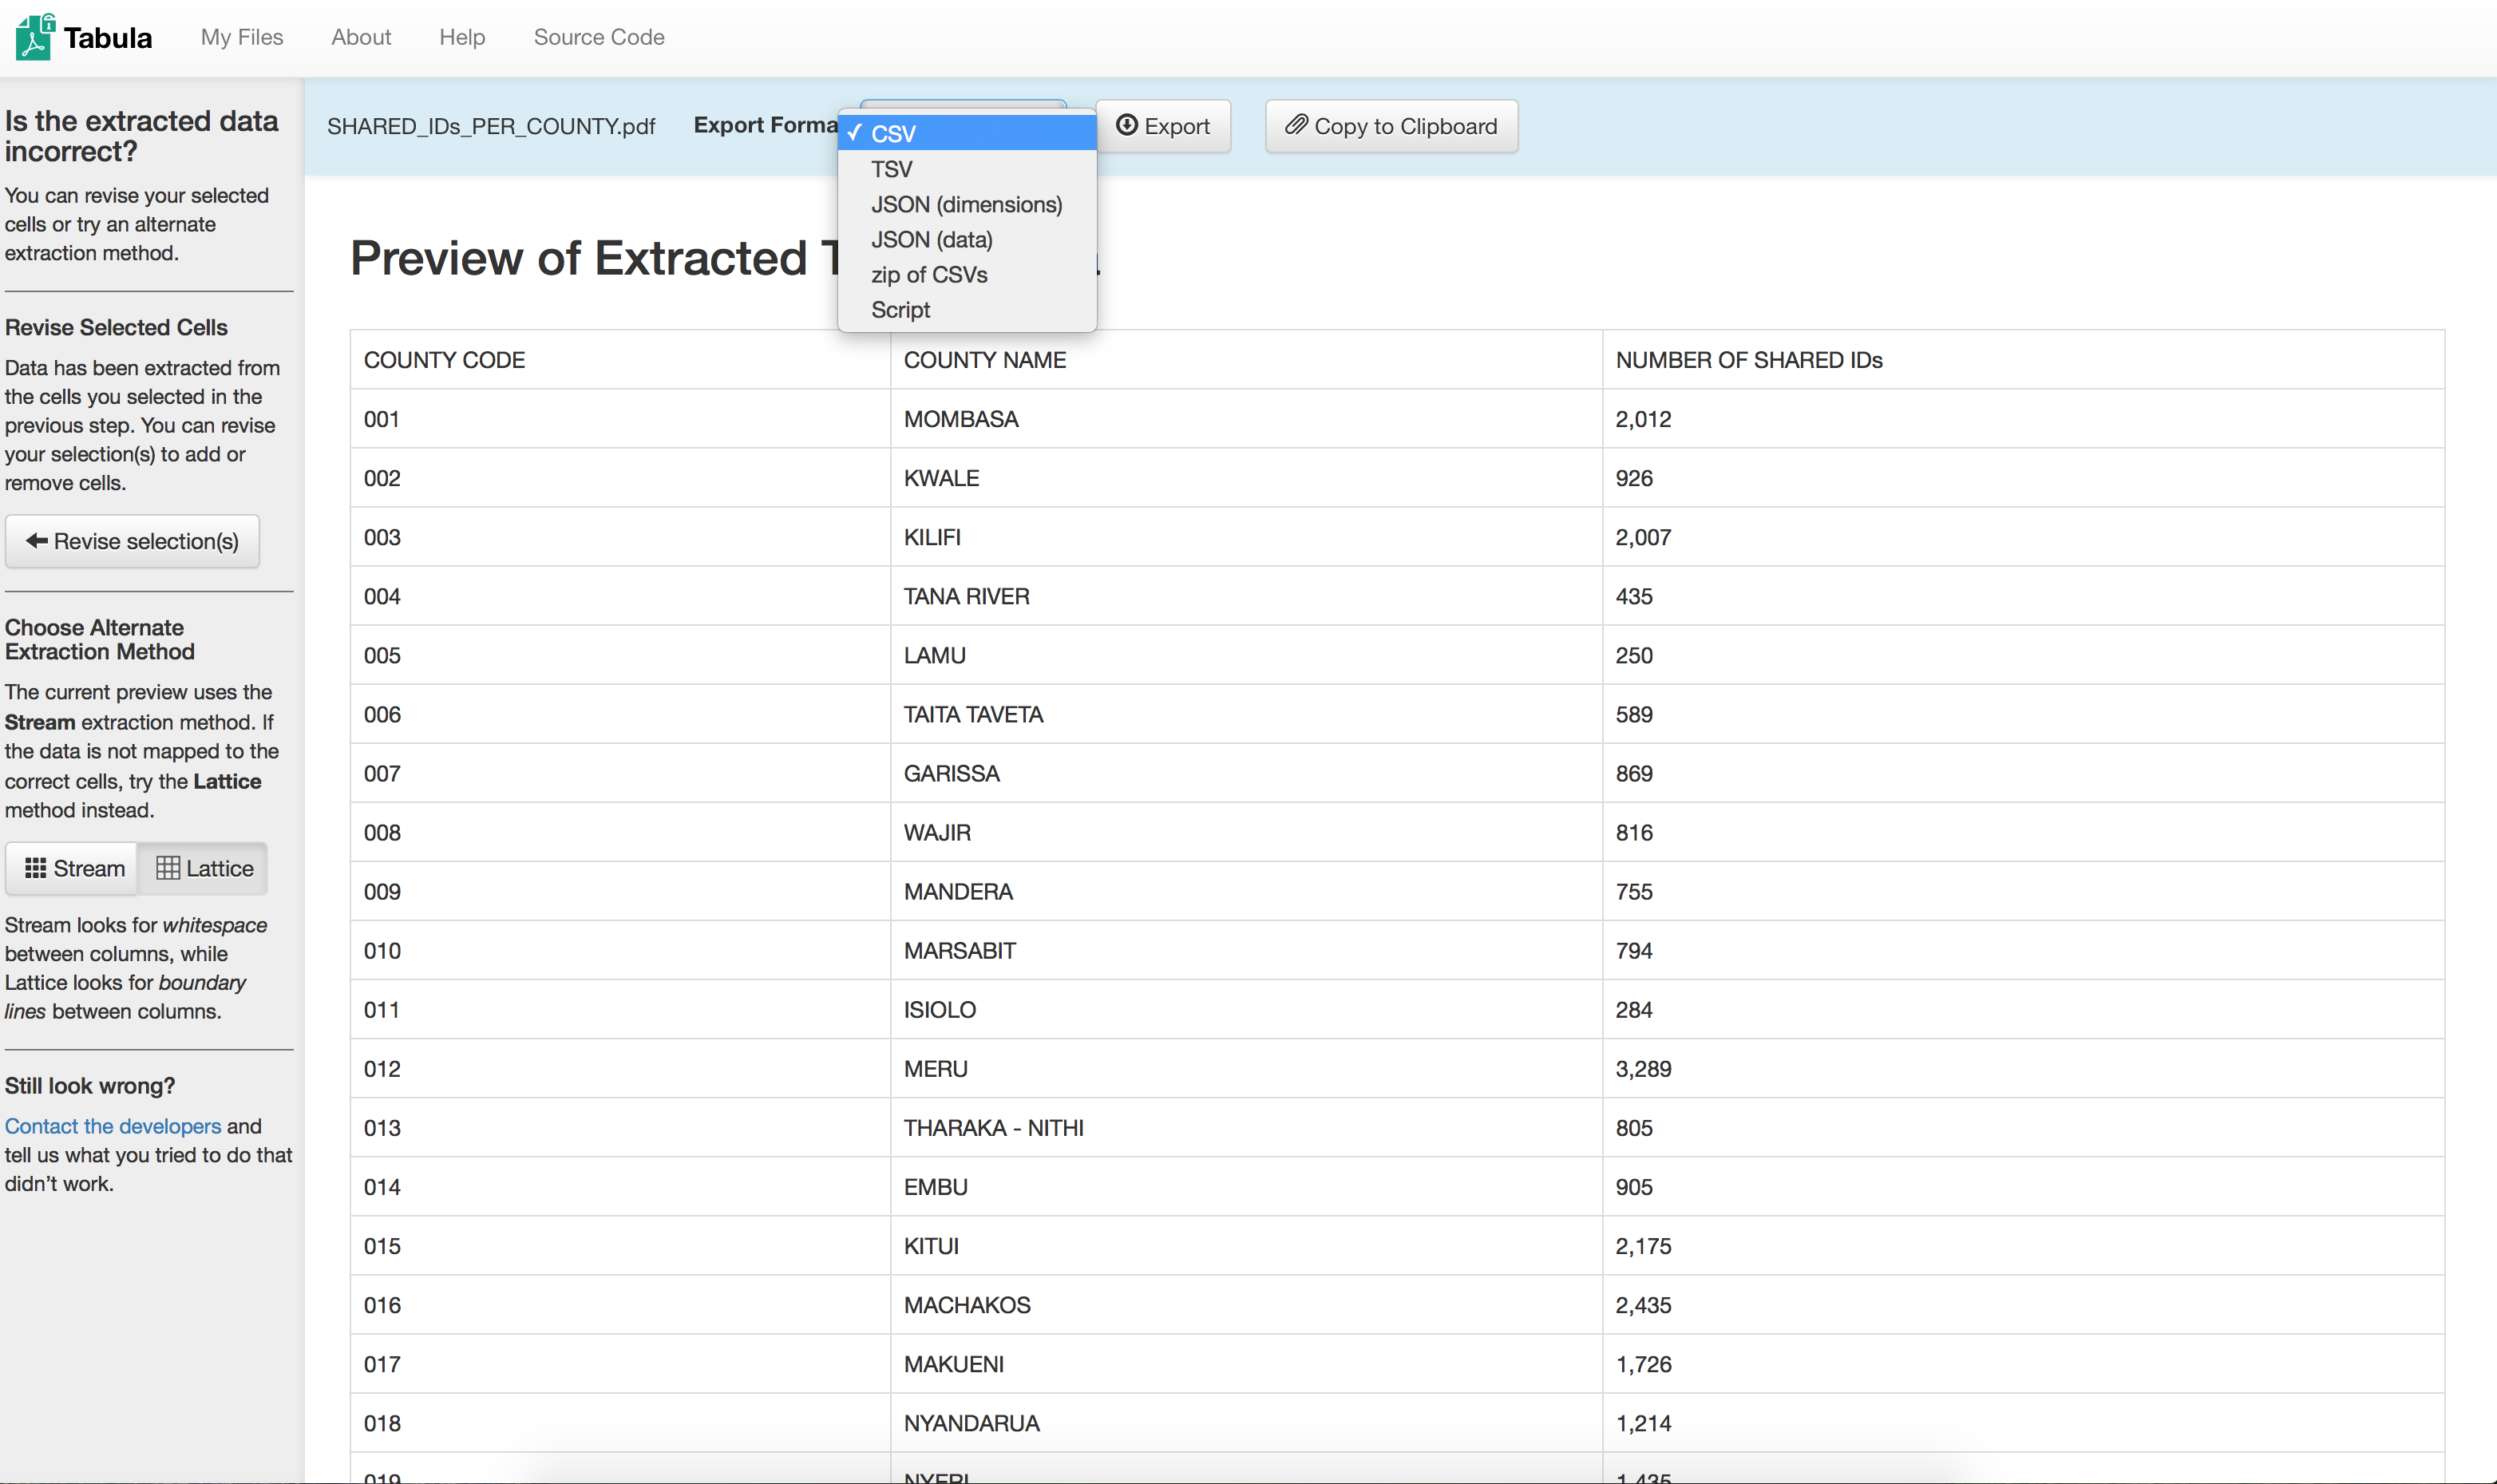 Tabula My Files About Help Source Code
Is the extracted data
incorrect?
You can revise your selected
cells or try an alternate
extraction method.
Revise Selected Cells
Data has been extracted from
the cells you selected in the
previous step. You can revise
your selection(s) to add or
remove cells.
Revise selection(s)
Choose Alternate
Extraction Method
The current preview uses the
Stream extraction method. If
the data is not mapped to the
correct cells, try the Lattice
method instead.
Stream Lattice
Stream looks for whitespace
between columns, while
Lattice looks for boundary
lines between columns.
Still look wrong?
Contact the developers and
tell us what you tried to do that
didn't work.
SHARED_IDs_PER_COUNTY.pdf Export Forma Export Copy to Clipboard
✓ CSV
TSV
JSON (dimensions)
JSON (data)
zip of CSVs
Script
Preview of Extracted
COUNTY CODE COUNTY NAME NUMBER OF SHARED IDs
001 MOMBASA 2,012
002 KWALE 926
003 KILIFI 2,007
004 TANA RIVER 435
005 LAMU 250
006 TAITA TAVETA 589
007 GARISSA 869
008 WAJIR 816
009 MANDERA 755
010 MARSABIT 794
011 ISIOLO 284
012 MERU 3,289
013 THARAKA - NITHI 805
014 EMBU 905
015 KITUI 2,175
016 MACHAKOS 2,435
017 MAKUENI 1,726
018 NYANDARUA 1,214
019 NYERI 1,435